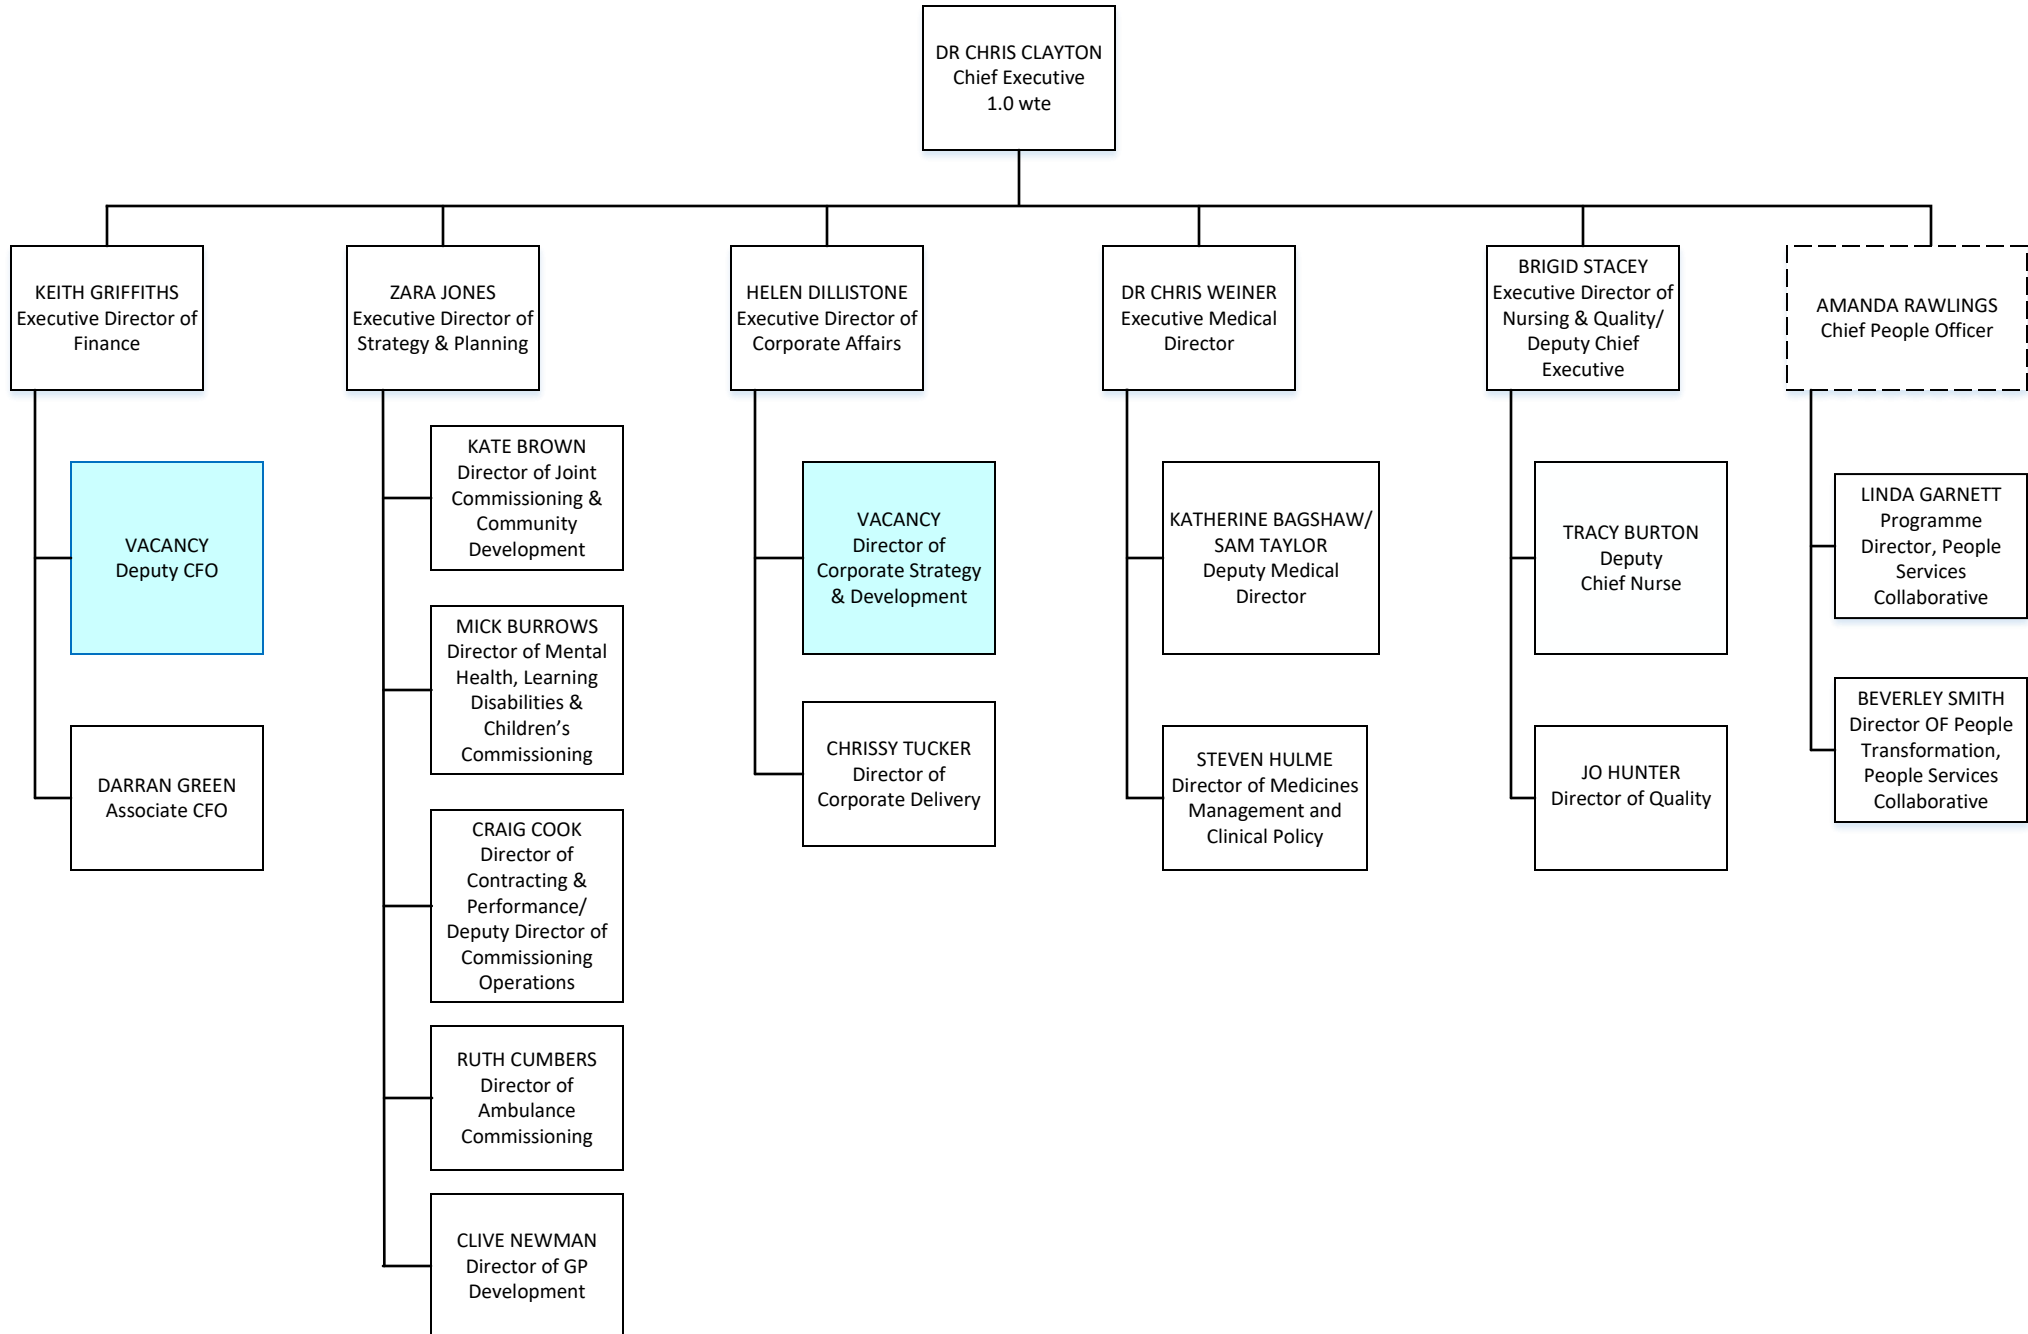 DR CHRIS CLAYTON
Chief Executive
1.0 wte
KEITH GRIFFITHS
Executive Director of
Finance
ZARA JONES
Executive Director of
Strategy & Planning
HELEN DILLISTONE
Executive Director of
Corporate Affairs
DR CHRIS WEINER
Executive Medical
Director
BRIGID STACEY
Executive Director of
Nursing & Quality/
Deputy Chief
Executive
AMANDA RAWLINGS
Chief People Officer
VACANCY
Deputy CFO
DARRAN GREEN
Associate CFO
KATE BROWN
Director of Joint
Commissioning &
Community
Development
MICK BURROWS
Director of Mental
Health, Learning
Disabilities &
Children’s
Commissioning
CRAIG COOK
Director of
Contracting &
Performance/
Deputy Director of
Commissioning
Operations
RUTH CUMBERS
Director of
Ambulance
Commissioning
CLIVE NEWMAN
Director of GP
Development
VACANCY
Director of
Corporate Strategy
& Development
CHRISSY TUCKER
Director of
Corporate Delivery
KATHERINE BAGSHAW/
SAM TAYLOR
Deputy Medical
Director
STEVEN HULME
Director of Medicines
Management and
Clinical Policy
TRACY BURTON
Deputy
Chief Nurse
JO HUNTER
Director of Quality
LINDA GARNETT
Programme
Director, People
Services
Collaborative
BEVERLEY SMITH
Director OF People
Transformation,
People Services
Collaborative